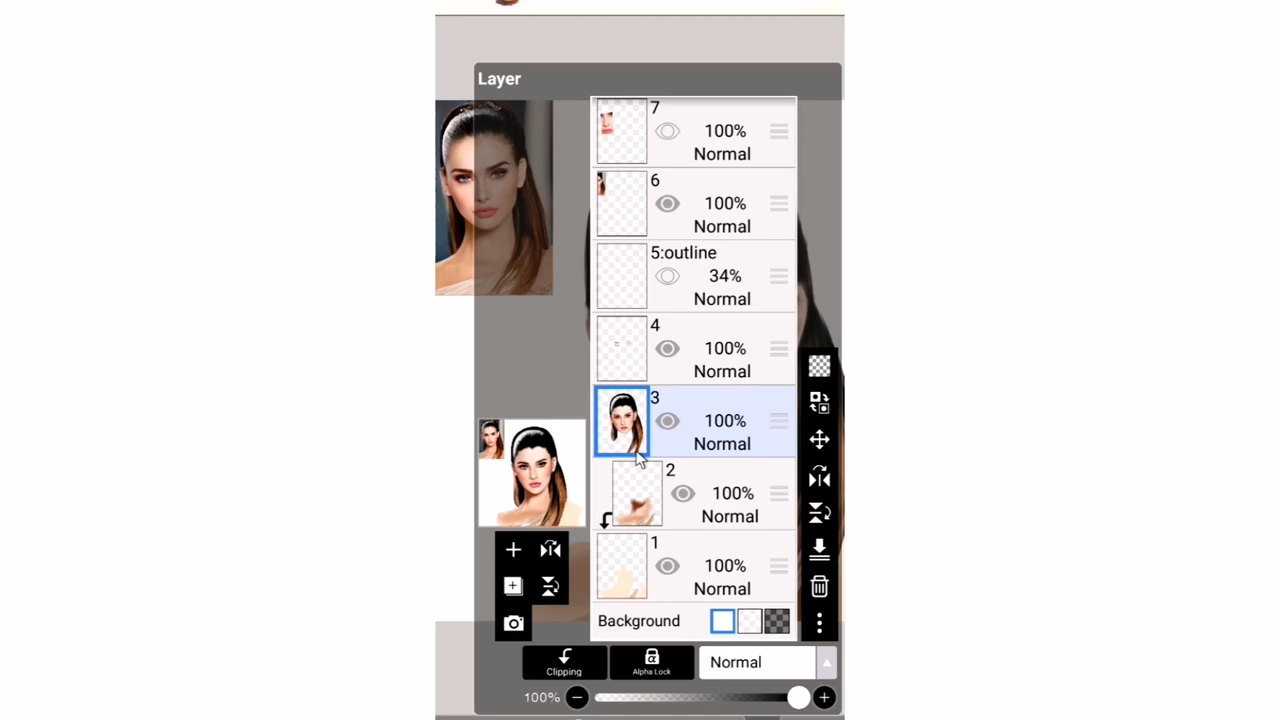 Layer
7
100%
Normal
6
100%
Normal
5:outline
34%
Normal
4
100%
Normal
3
100%
Normal
2
100%
Normal
1
100%
Normal
Background
Clipping
α
Alpha Lock
Normal
100%